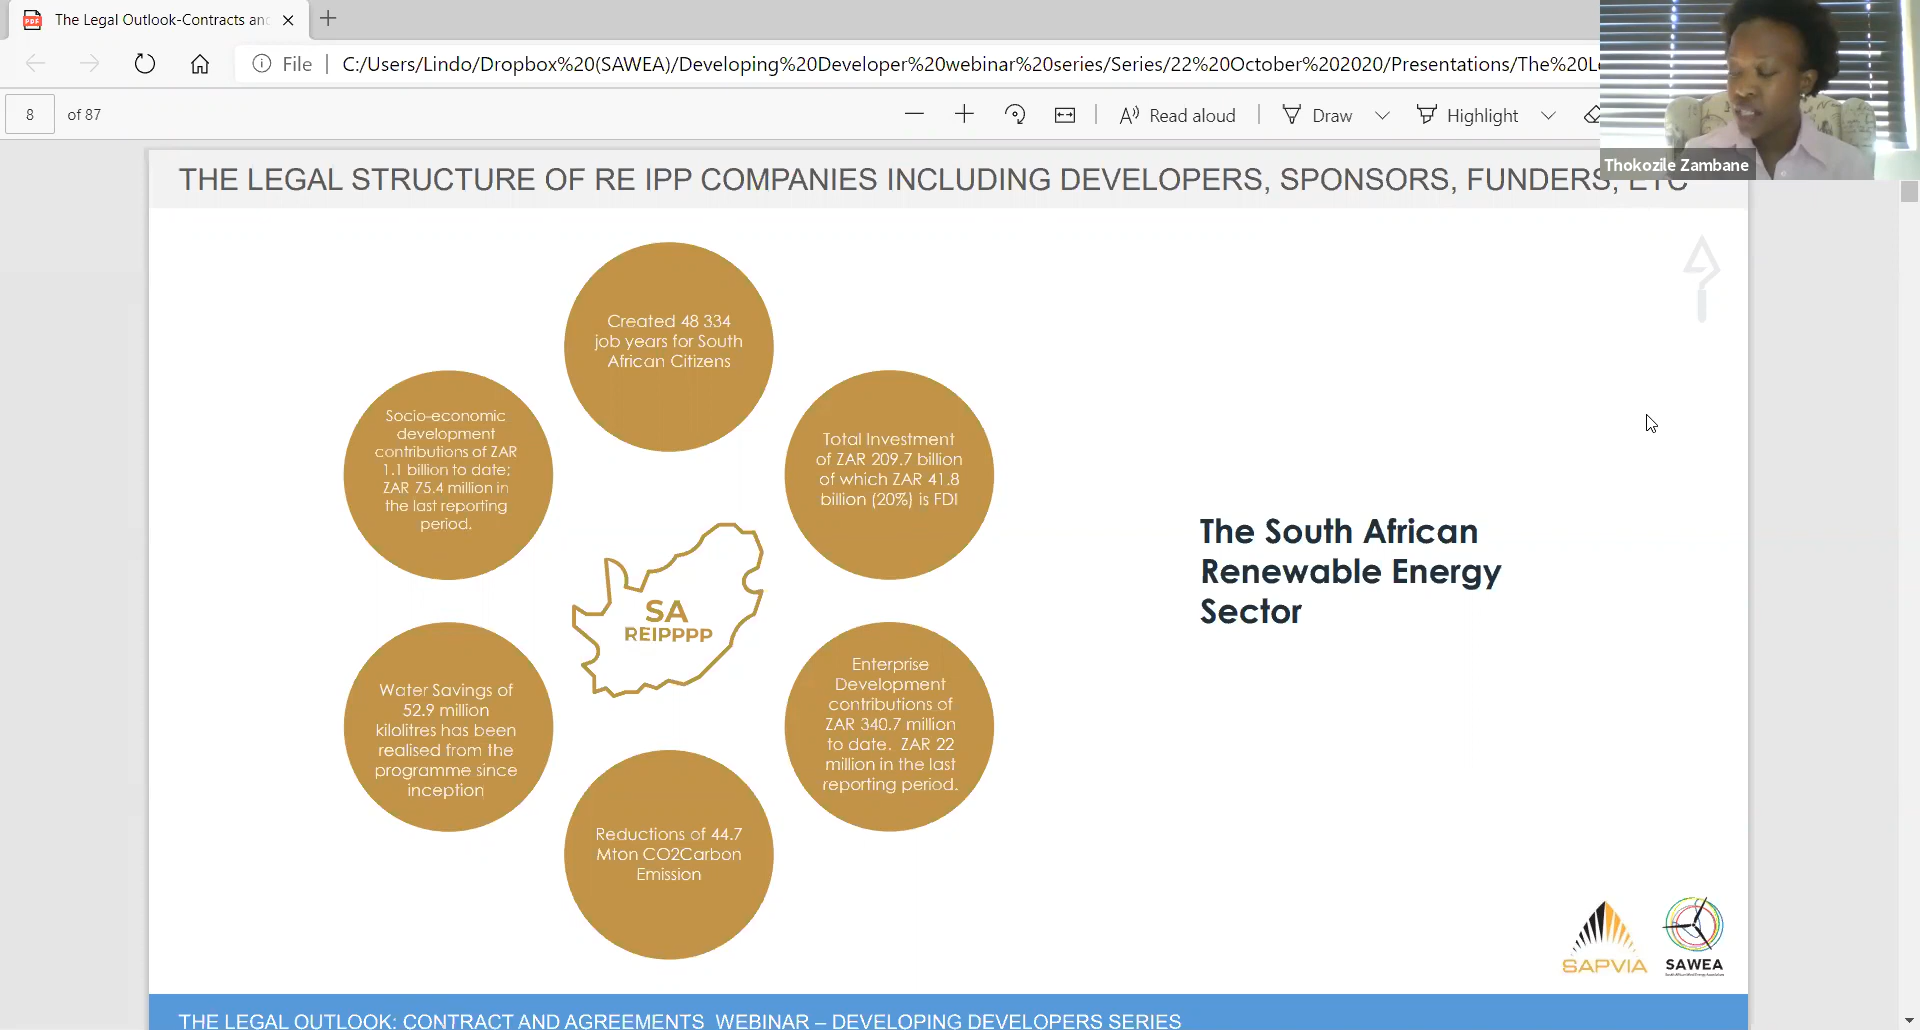 The Legal Outlook-Contracts and
File
C:/Users/Lindo/Dropbox%20(SAWEA)/Developing%20Developer%20webinar%20series/Series/22%20October%202020/Presentations/The%20L
8 of 87
Read aloud
Draw
Highlight
Thokozile Zambane
THE LEGAL STRUCTURE OF RE IPP COMPANIES INCLUDING DEVELOPERS, SPONSORS, FUNDERS, ETC
Created 48 334
job years for South
African Citizens
Socio-economic
development
contributions of ZAR
1.1 billion to date;
ZAR 75.4 million in
the last reporting
period.
Total Investment
of ZAR 209.7 billion
of which ZAR 41.8
billion (20%) is FDI
SA
REIPPPP
The South African
Renewable Energy
Sector
Water Savings of
52.9 million
kilolitres has been
realised from the
programme since
inception
Enterprise
Development
contributions of
ZAR 340.7 million
to date. ZAR 22
million in the last
reporting period.
Reductions of 44.7
Mton CO2Carbon
Emission
SAPVIA
SAWEA
THE LEGAL OUTLOOK: CONTRACT AND AGREEMENTS WEBINAR – DEVELOPING DEVELOPERS SERIES